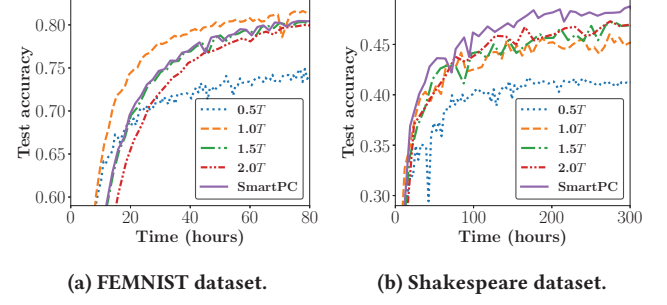 0.80
0.75
0.70
0.65
0.60
Test accuracy
0.5T
1.0T
1.5T
2.0T
SmartPC
0 20 40 60 80
Time (hours)
(a) FEMNIST dataset.
0.45
0.40
0.35
0.30
Test accuracy
0.5T
1.0T
1.5T
2.0T
SmartPC
0 100 200 300
Time (hours)
(b) Shakespeare dataset.